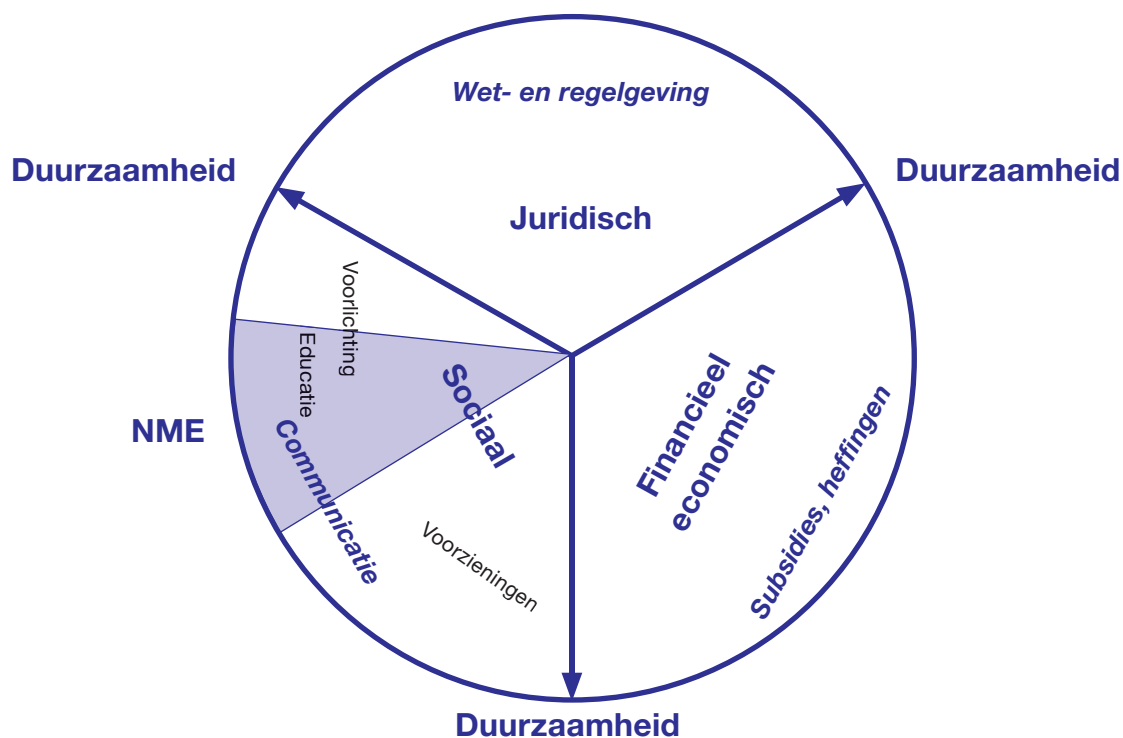 Wet- en regelgeving
Duurzaamheid
Duurzaamheid
Juridisch
Voorlichting
Educatie
Sociaal
NME
Communicatie
Voorzieningen
Financieel
economisch
Subsidies, heffingen
Duurzaamheid